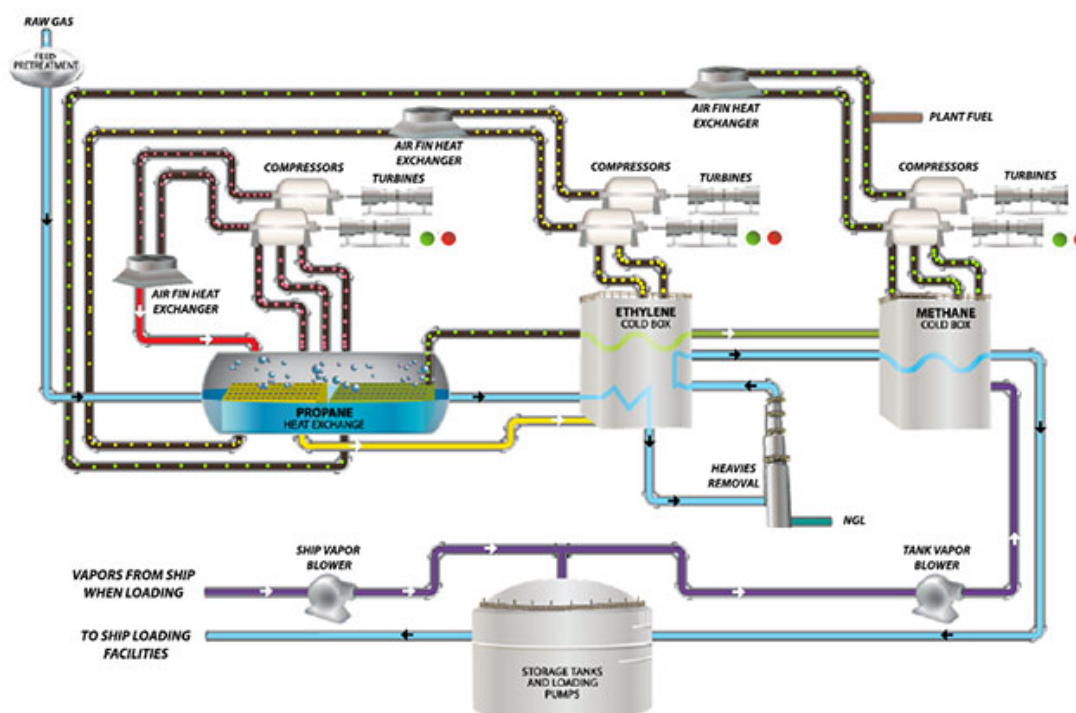 RAW GAS
FEED
PRETREATMENT
AIR FIN HEAT
EXCHANGER
PLANT FUEL
AIR FIN HEAT
EXCHANGER
COMPRESSORS
TURBINES
COMPRESSORS
TURBINES
COMPRESSORS
TURBINES
AIR FIN HEAT
EXCHANGER
ETHYLENE
COLD BOX
METHANE
COLD BOX
PROPANE
HEAT EXCHANGE
HEAVIES
REMOVAL
NGL
SHIP VAPOR
BLOWER
TANK VAPOR
BLOWER
VAPORS FROM SHIP
WHEN LOADING
TO SHIP LOADING
FACILITIES
STORAGE TANKS
AND LOADING
PUMPS